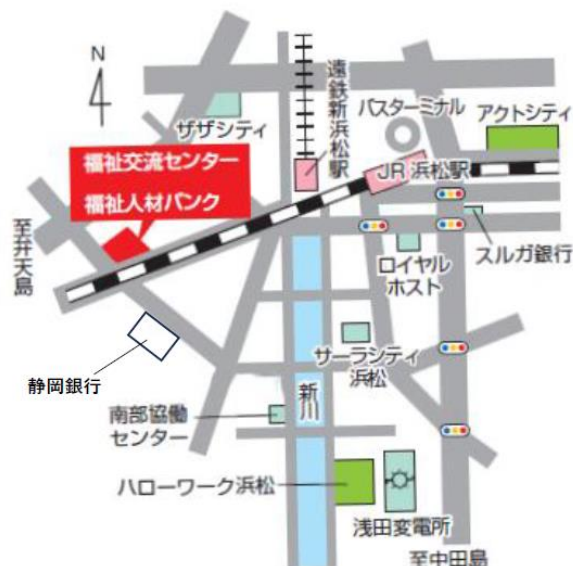 N
遠鉄新浜松駅
バスターミナル
アクトシティ
ザザシティ
福祉交流センター
福祉人材バンク
JR 浜松駅
至弁天島
スルガ銀行
ロイヤル
ホスト
静岡銀行
サーラシティ
浜松
新川
南部協働
センター
ハローワーク浜松
浅田変電所
至中田島